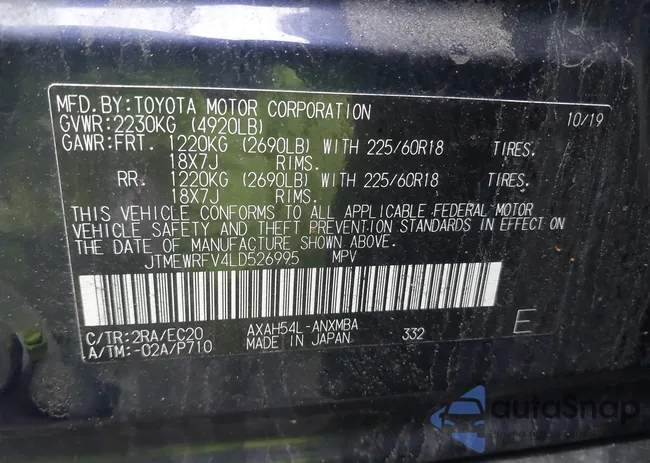 MFD.BY:TOYOTA MOTOR CORPORATION 10/19
GVWR:2230KG (4920LB)
GAWR:FRT. 1220KG (2690LB) WITH 225/60R18 TIRES.
18X7J RIMS.
RR. 1220KG (2690LB) WITH 225/60R18 TIRES.
18X7J RIMS.
THIS VEHICLE CONFORMS TO ALL APPLICABLE FEDERAL MOTOR
VEHICLE SAFETY AND THEFT PREVENTION STANDARDS IN EFFECT ON
THE DATE OF MANUFACTURE SHOWN ABOVE.
JTMEWRFV4LD526995 MPV
C/TR:2RA/EC20 AXAH54L-ANXMBA 332 E
A/TM:-02A/P710 MADE IN JAPAN
autoSnap